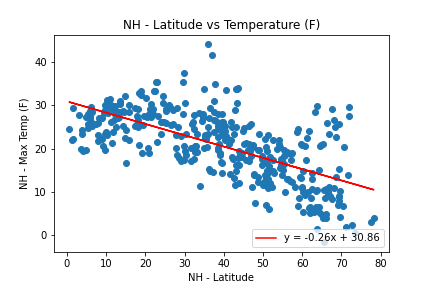 NH - Latitude vs Temperature (F)
NH - Max Temp (F)
40
30
20
10
0
0 10 20 30 40 50 60 70 80
NH - Latitude
y = -0.26x + 30.86